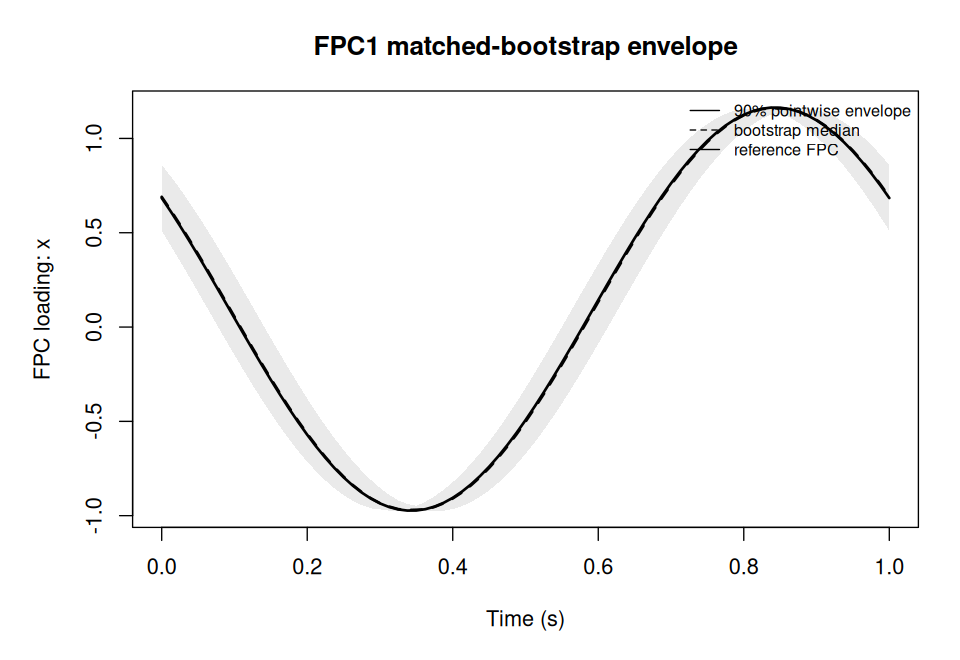 FPC1 matched-bootstrap envelope
90% pointwise envelope
bootstrap median
reference FPC
FPC loading: x
1.0
0.5
0.0
-0.5
-1.0
0.0 0.2 0.4 0.6 0.8 1.0
Time (s)